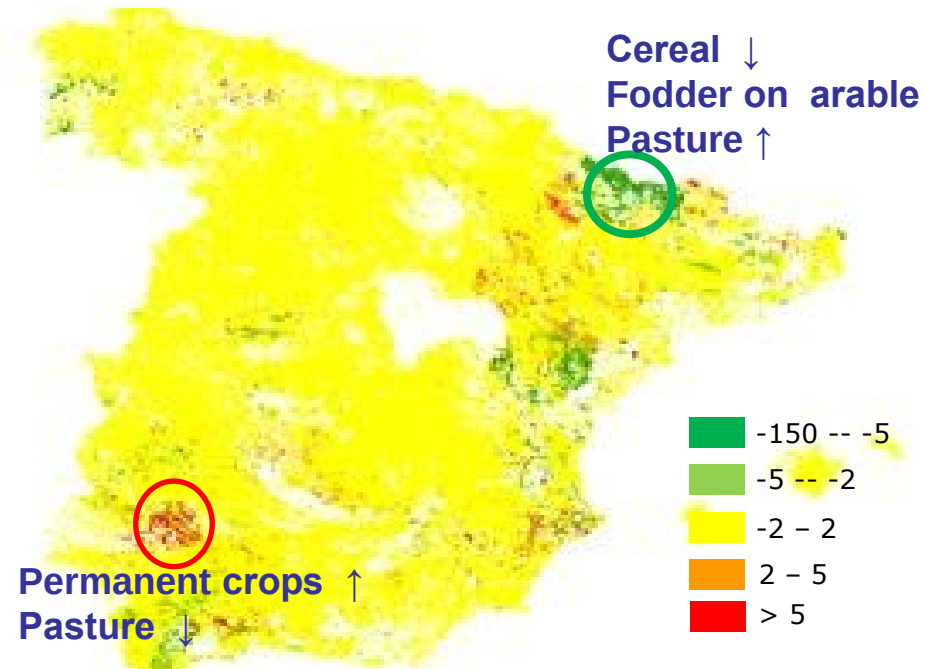 Cereal ↓
Fodder on arable
Pasture ↑
-150 -- -5
-5 -- -2
-2 – 2
2 – 5
> 5
Permanent crops ↑
Pasture ↓